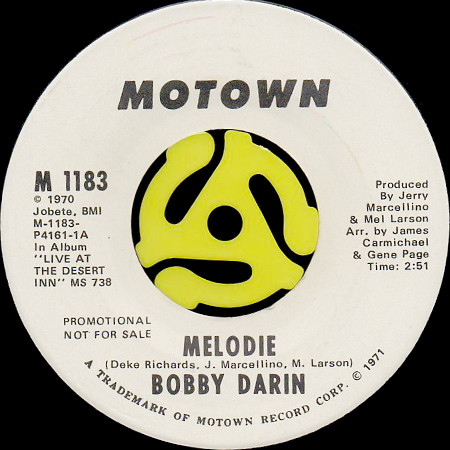 MOTOWN
M 1183
© 1970
Jobete, BMI
M-1183-
P4161-1A
In Album
"LIVE AT
THE DESERT
INN" MS 738
Produced
By Jerry
Marcellino
& Mel Larson
Arr. by James
Carmichael
& Gene Page
Time: 2:51
PROMOTIONAL
NOT FOR SALE
MELODIE
(Deke Richards, J. Marcellino, M. Larson)
BOBBY DARIN
A TRADEMARK OF MOTOWN RECORD CORP. © 1971